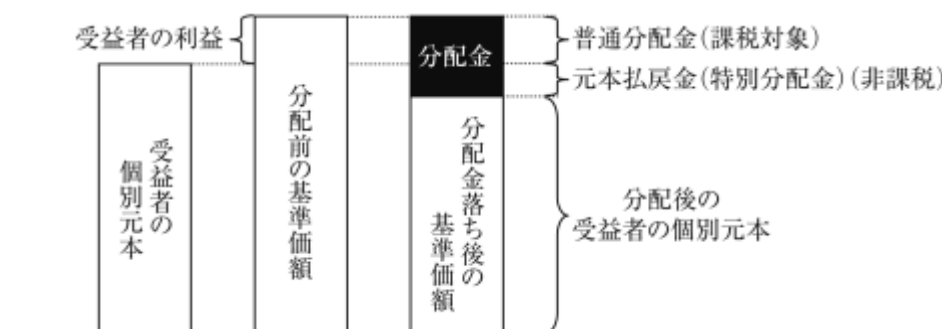 受益者の利益
分配金
普通分配金(課税対象)
元本払戻金(特別分配金)(非課税)
受益者の
個別元本
分配前の基準価額
分配金落ち後の
基準価額
分配後の
受益者の個別元本